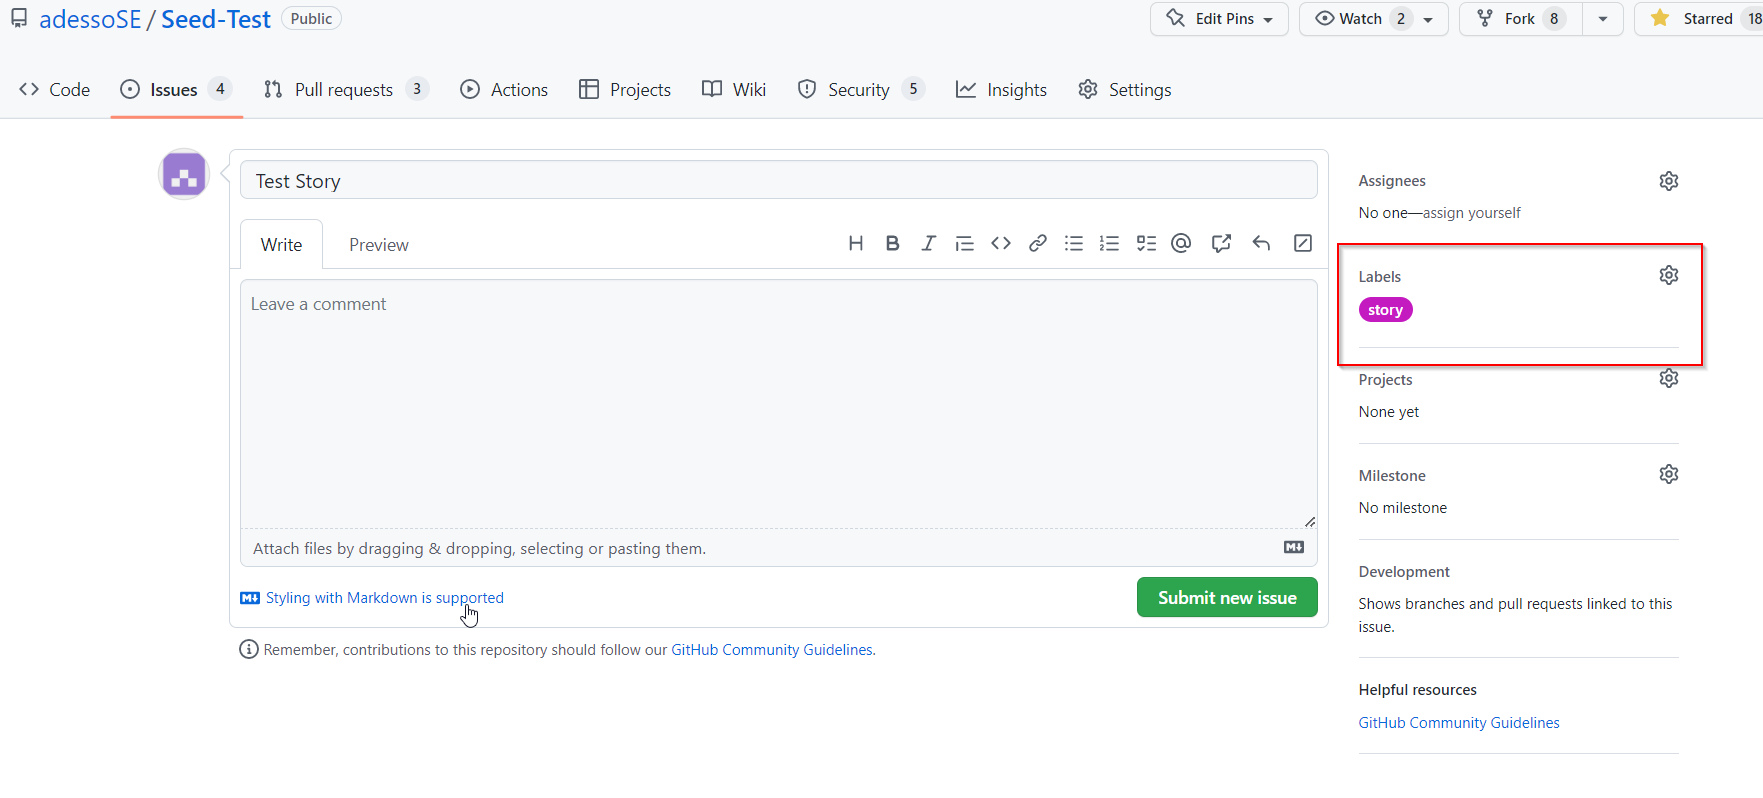 adessoSE / Seed-Test Public Edit Pins Watch 2 Fork 8 Starred 18
Code Issues 4 Pull requests 3 Actions Projects Wiki Security 5 Insights Settings
Test Story
Write Preview
Leave a comment
Attach files by dragging & dropping, selecting or pasting them.
Styling with Markdown is supported
Submit new issue
Remember, contributions to this repository should follow our GitHub Community Guidelines.
Assignees
No one—assign yourself
Labels
story
Projects
None yet
Milestone
No milestone
Development
Shows branches and pull requests linked to this
issue.
Helpful resources
GitHub Community Guidelines